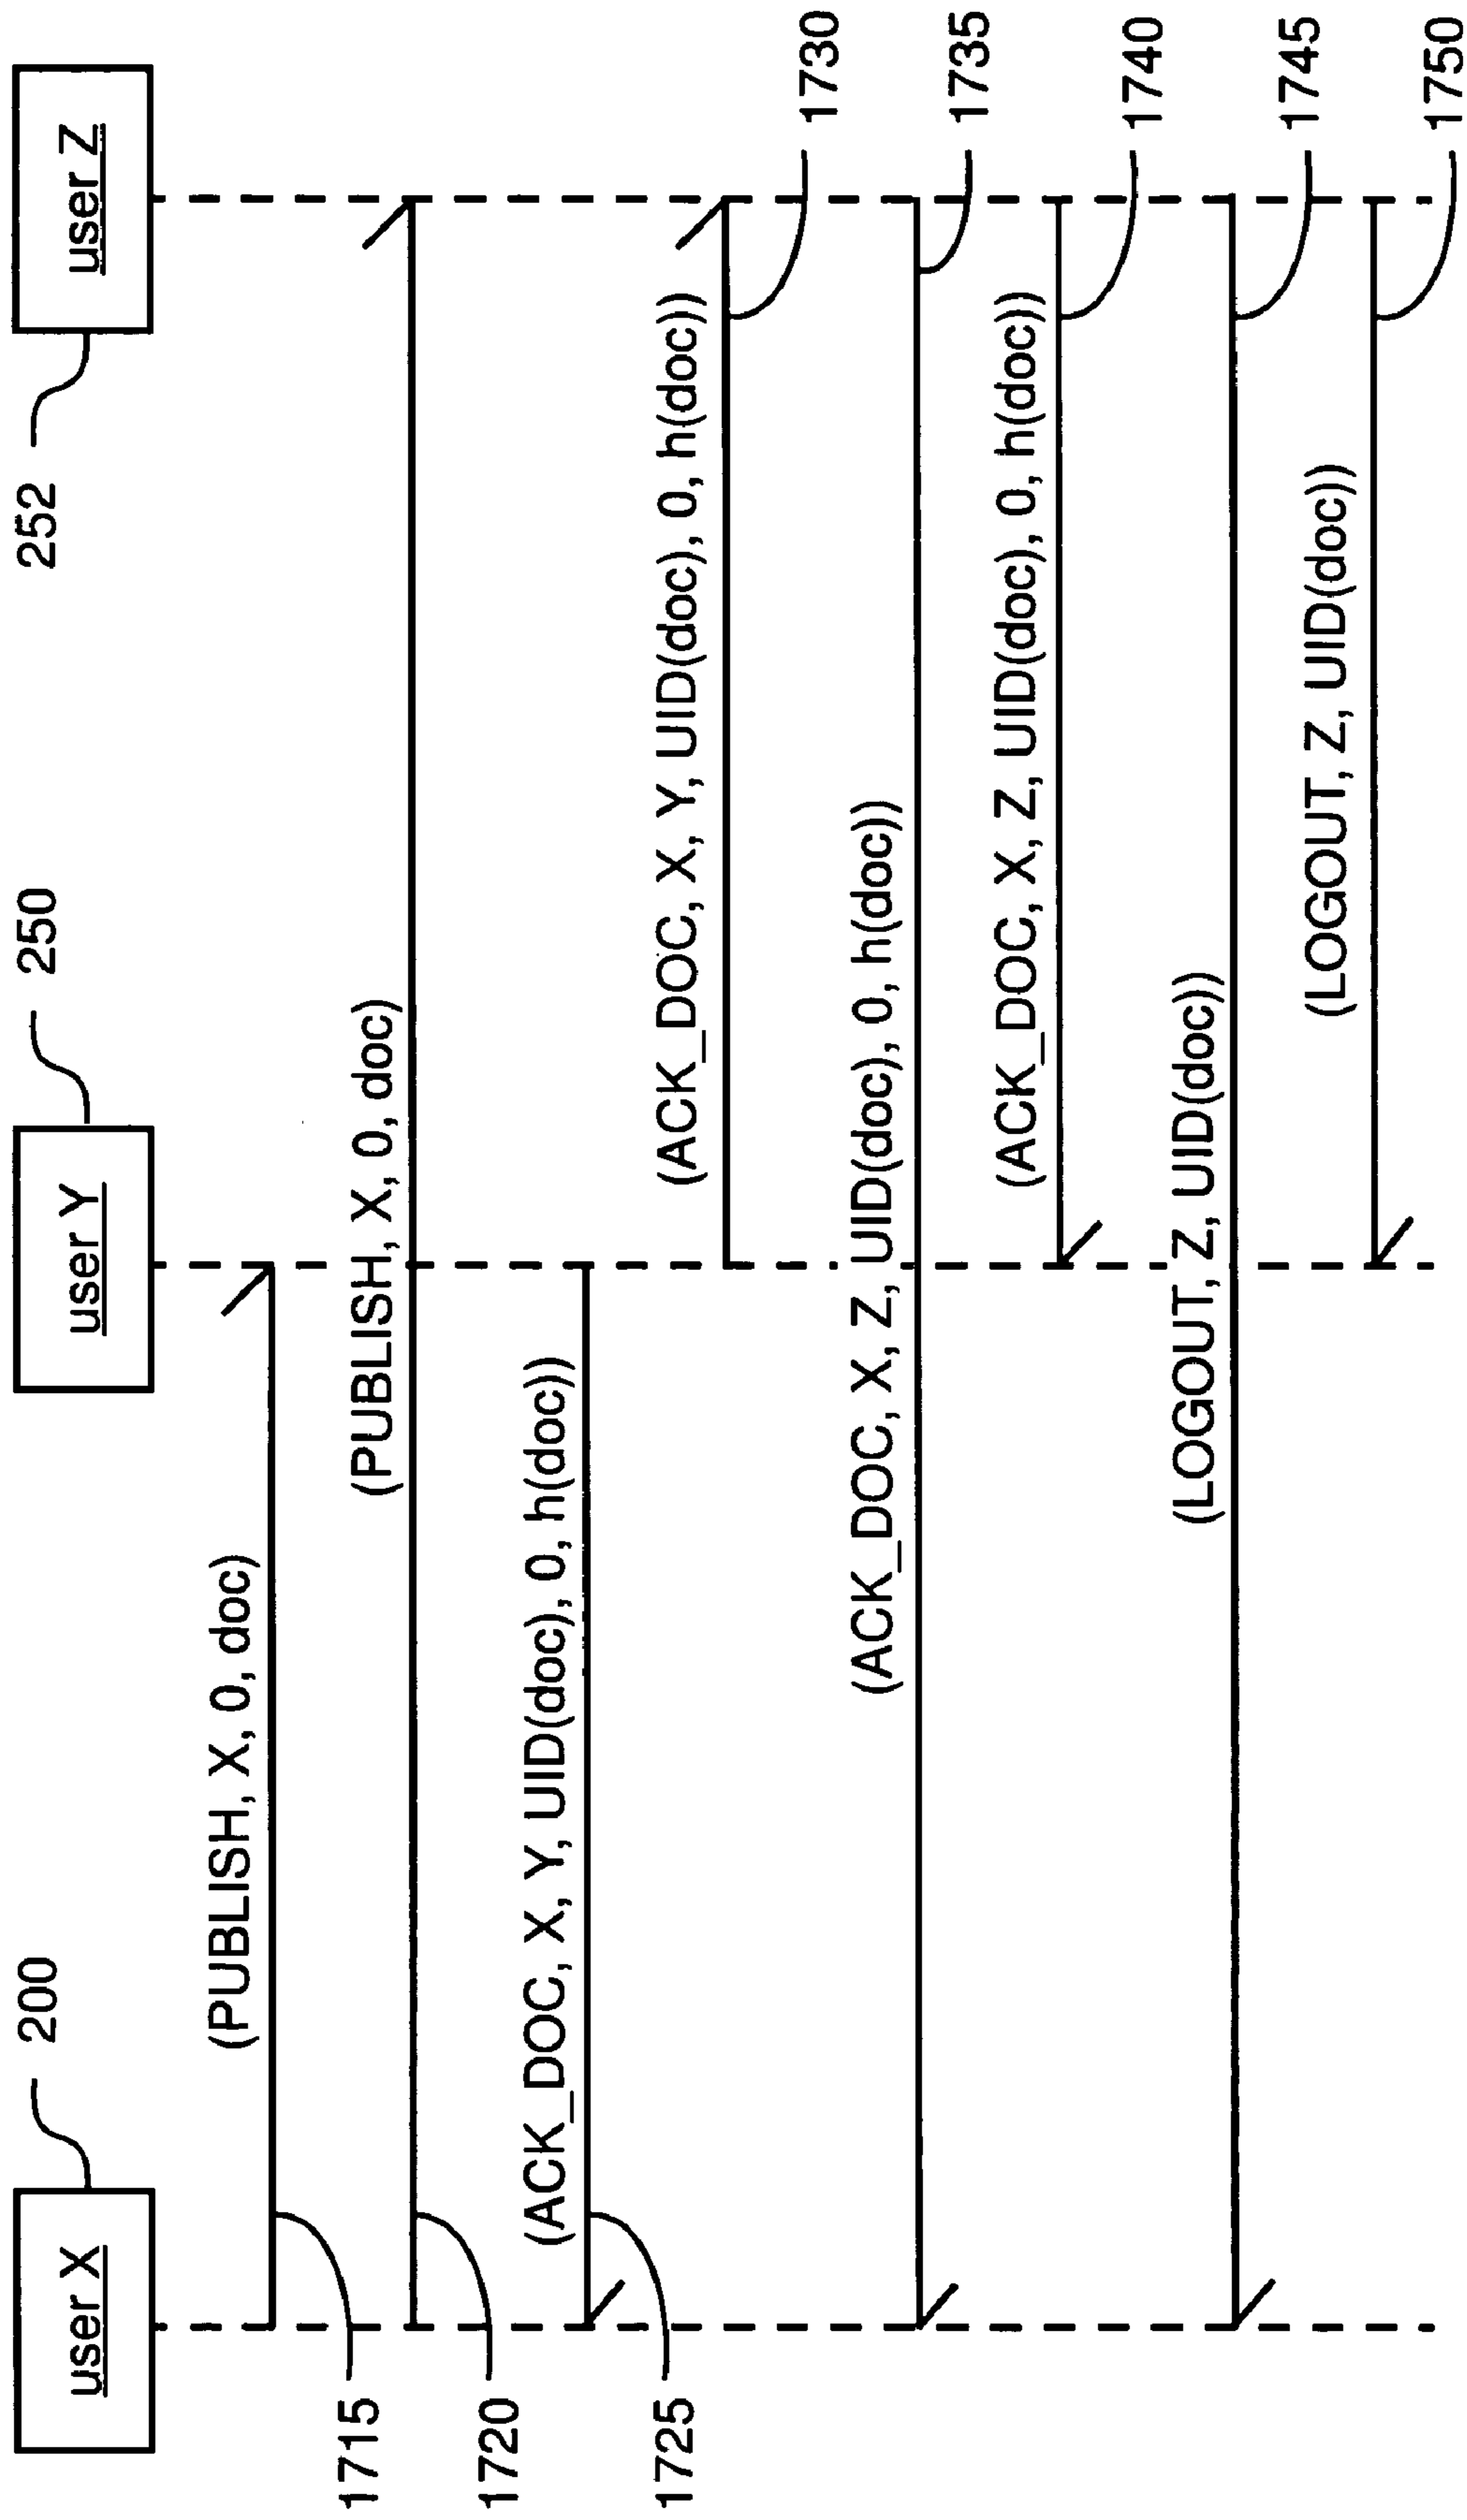 200
250
252
user X
user Y
user Z
(PUBLISH, X, 0, doc)
1715
(PUBLISH, X, 0, doc)
1720
(ACK_DOC, X, Y, UID(doc), 0, h(doc))
1725
(ACK_DOC, X, Y, UID(doc), 0, h(doc))
1730
(ACK_DOC, X, Z, UID(doc), 0, h(doc))
1735
(ACK_DOC, X, Z, UID(doc), 0, h(doc))
1740
(LOGOUT, Z, UID(doc))
1745
(LOGOUT, Z, UID(doc))
1750